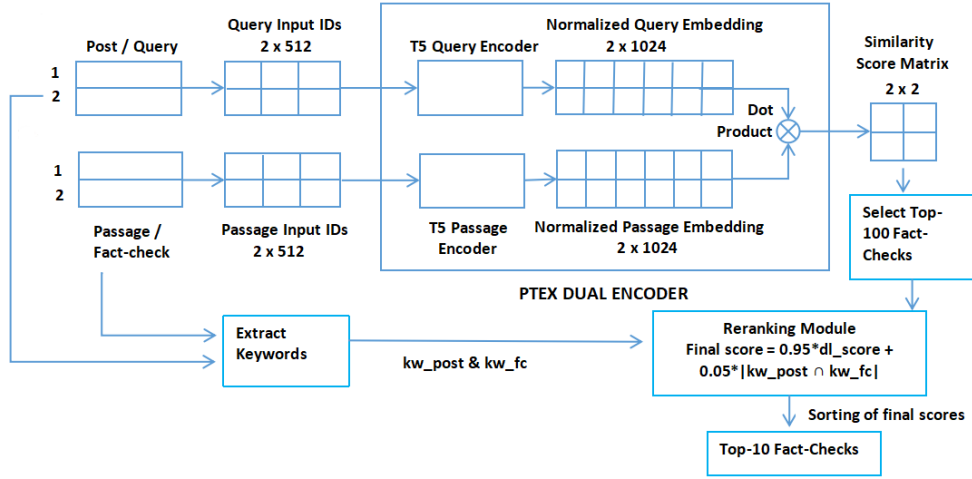 Post / Query
Query Input IDs
2 x 512
T5 Query Encoder
Normalized Query Embedding
2 x 1024
Similarity
Score Matrix
2 x 2
1
2
Dot
Product
1
2
Passage /
Fact-check
Passage Input IDs
2 x 512
T5 Passage
Encoder
Normalized Passage Embedding
2 x 1024
Select Top-
100 Fact-
Checks
PTEX DUAL ENCODER
Extract
Keywords
kw_post & kw_fc
Reranking Module
Final score = 0.95*dl_score +
0.05*|kw_post ∩ kw_fc|
Sorting of final scores
Top-10 Fact-Checks